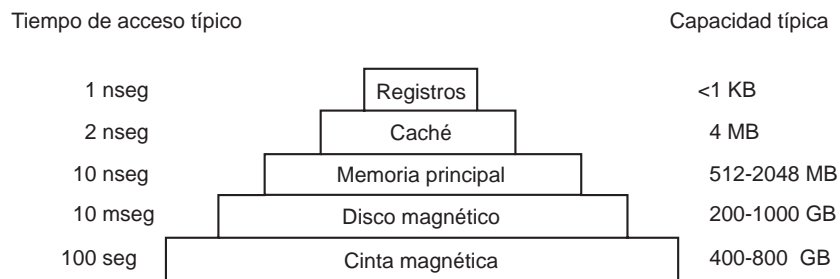 Tiempo de acceso típico Capacidad típica
1 nseg Registros <1 KB
2 nseg Caché 4 MB
10 nseg Memoria principal 512-2048 MB
10 mseg Disco magnético 200-1000 GB
100 seg Cinta magnética 400-800 GB